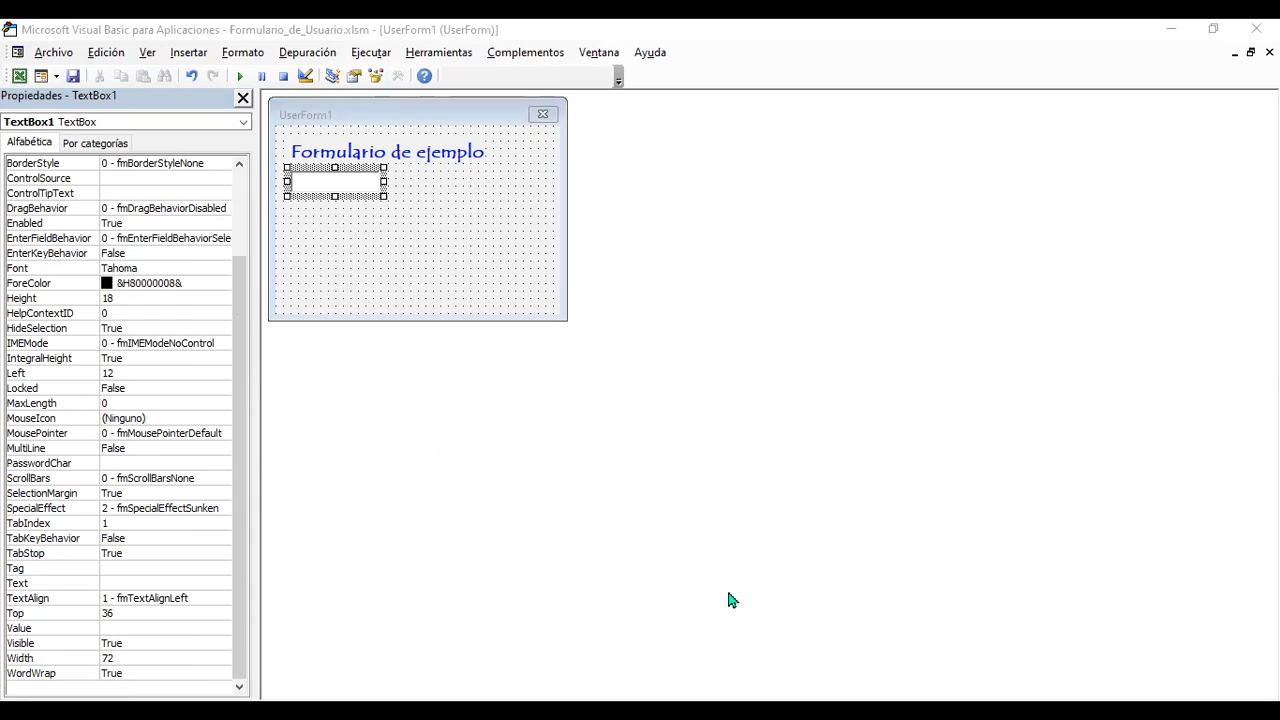 Microsoft Visual Basic para Aplicaciones - Formulario_de_Usuario.xlsm - [UserForm1 (UserForm)]
Archivo Edición Ver Insertar Formato Depuración Ejecutar Herramientas Complementos Ventana Ayuda
Propiedades - TextBox1
TextBox1 TextBox
Alfabética Por categorías
BorderStyle 0 - fmBorderStyleNone
ControlSource
ControlTipText
DragBehavior 0 - fmDragBehaviorDisabled
Enabled True
EnterFieldBehavior 0 - fmEnterFieldBehaviorSele
EnterKeyBehavior False
Font Tahoma
ForeColor &H80000008&
Height 18
HelpContextID 0
HideSelection True
IMEMode 0 - fmIMEModeNoControl
IntegralHeight True
Left 12
Locked False
MaxLength 0
MouseIcon (Ninguno)
MousePointer 0 - fmMousePointerDefault
MultiLine False
PasswordChar
ScrollBars 0 - fmScrollBarsNone
SelectionMargin True
SpecialEffect 2 - fmSpecialEffectSunken
TabIndex 1
TabKeyBehavior False
TabStop True
Tag
Text
TextAlign 1 - fmTextAlignLeft
Top 36
Value
Visible True
Width 72
WordWrap True
UserForm1
Formulario de ejemplo